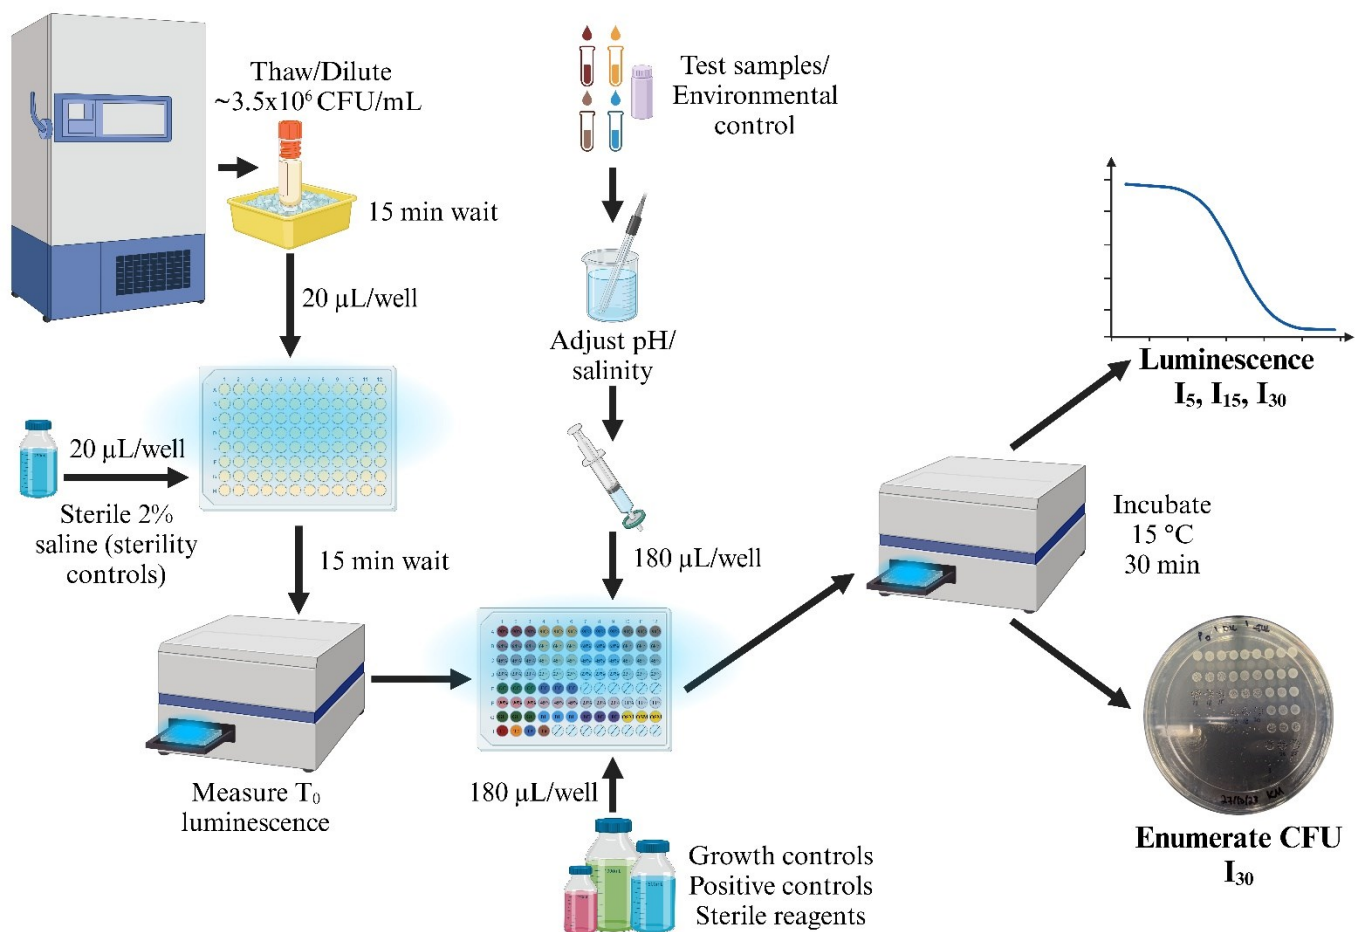 Thaw/Dilute
~3.5x10⁶ CFU/mL
15 min wait
20 µL/well
20 µL/well
Sterile 2%
saline (sterility
controls)
15 min wait
Measure T₀
luminescence
Test samples/
Environmental
control
Adjust pH/
salinity
180 µL/well
180 µL/well
Growth controls
Positive controls
Sterile reagents
Incubate
15 °C
30 min
Luminescence
I₅, I₁₅, I₃₀
Enumerate CFU
I₃₀